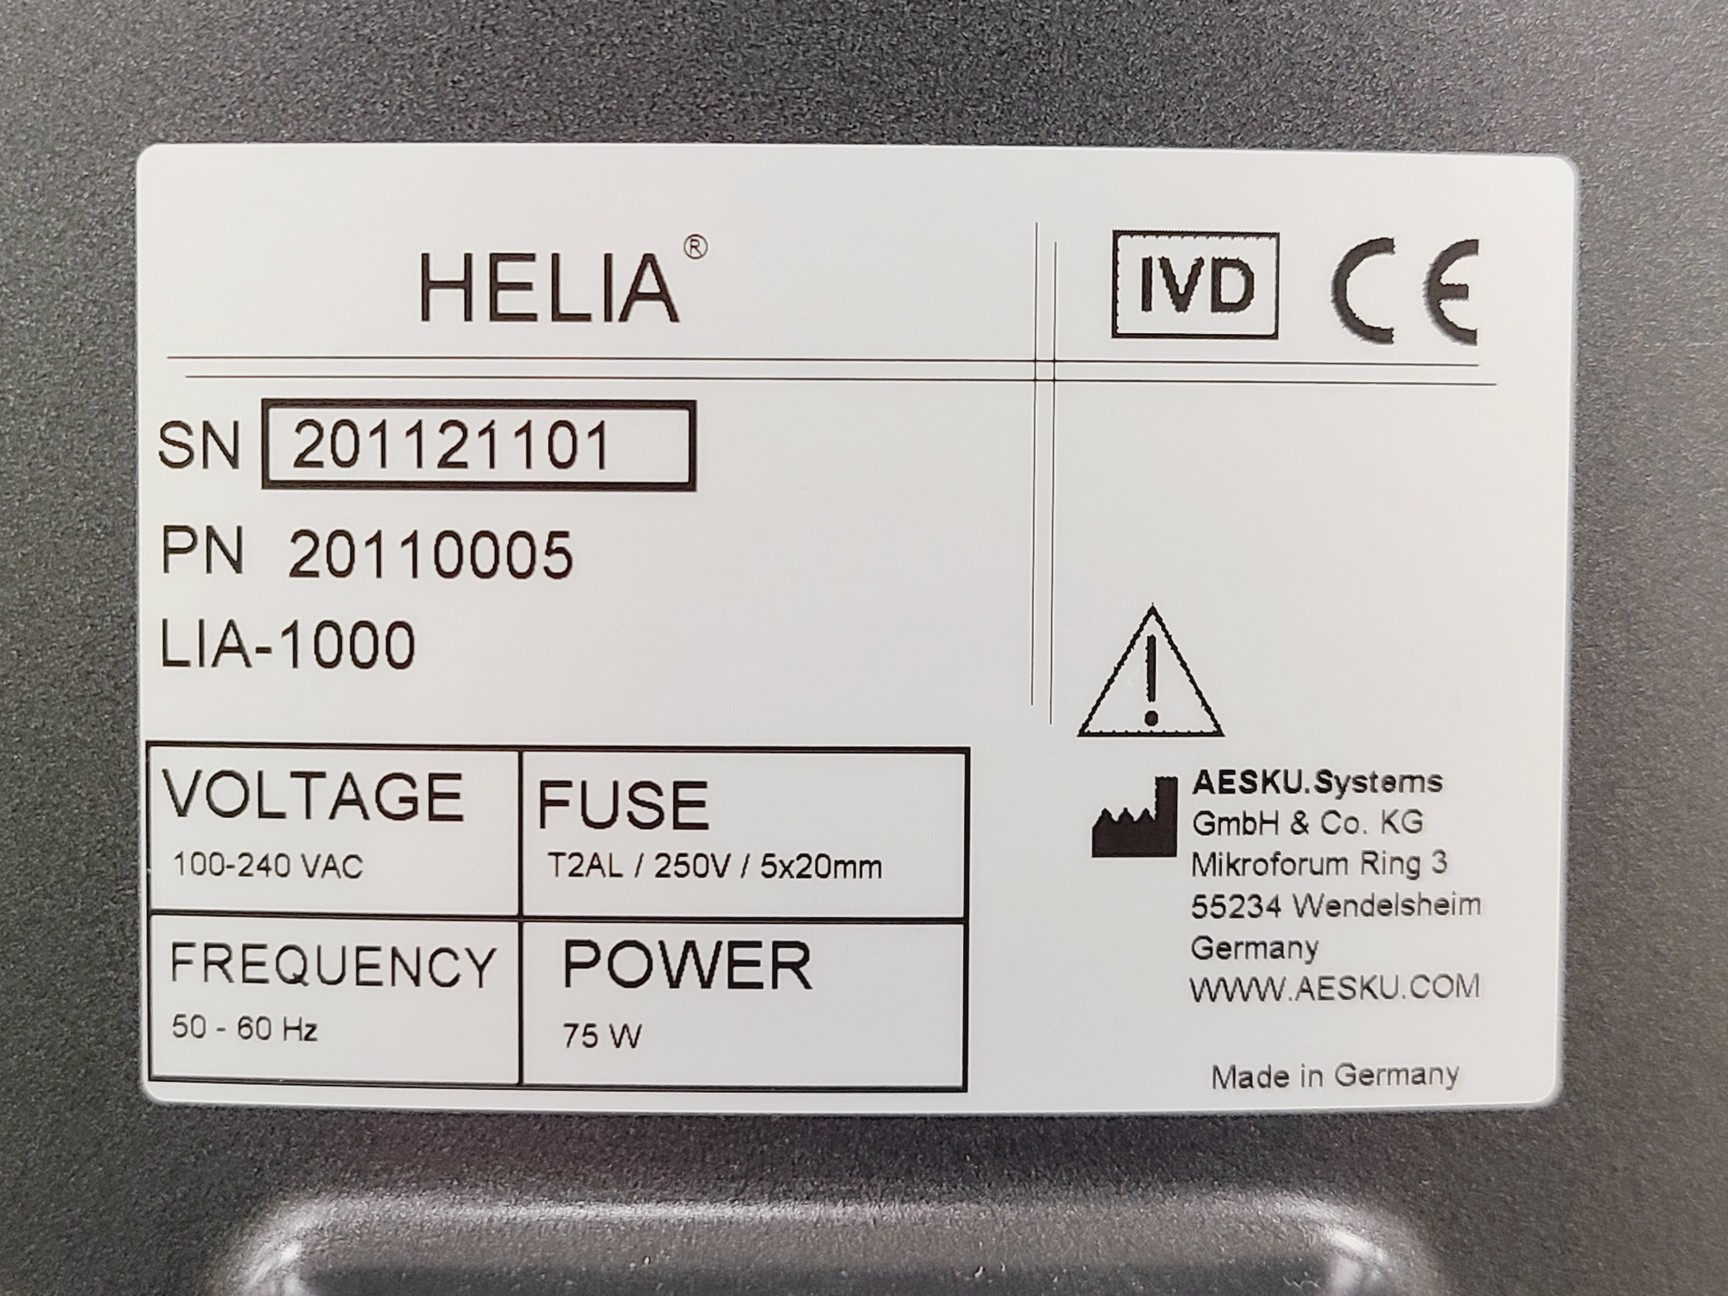 HELIA®
IVD CE
SN 201121101
PN 20110005
LIA-1000
VOLTAGE
100-240 VAC
FUSE
T2AL / 250V / 5x20mm
FREQUENCY
50 - 60 Hz
POWER
75 W
!
AESKU.Systems
GmbH & Co. KG
Mikroforum Ring 3
55234 Wendelsheim
Germany
WWW.AESKU.COM
Made in Germany